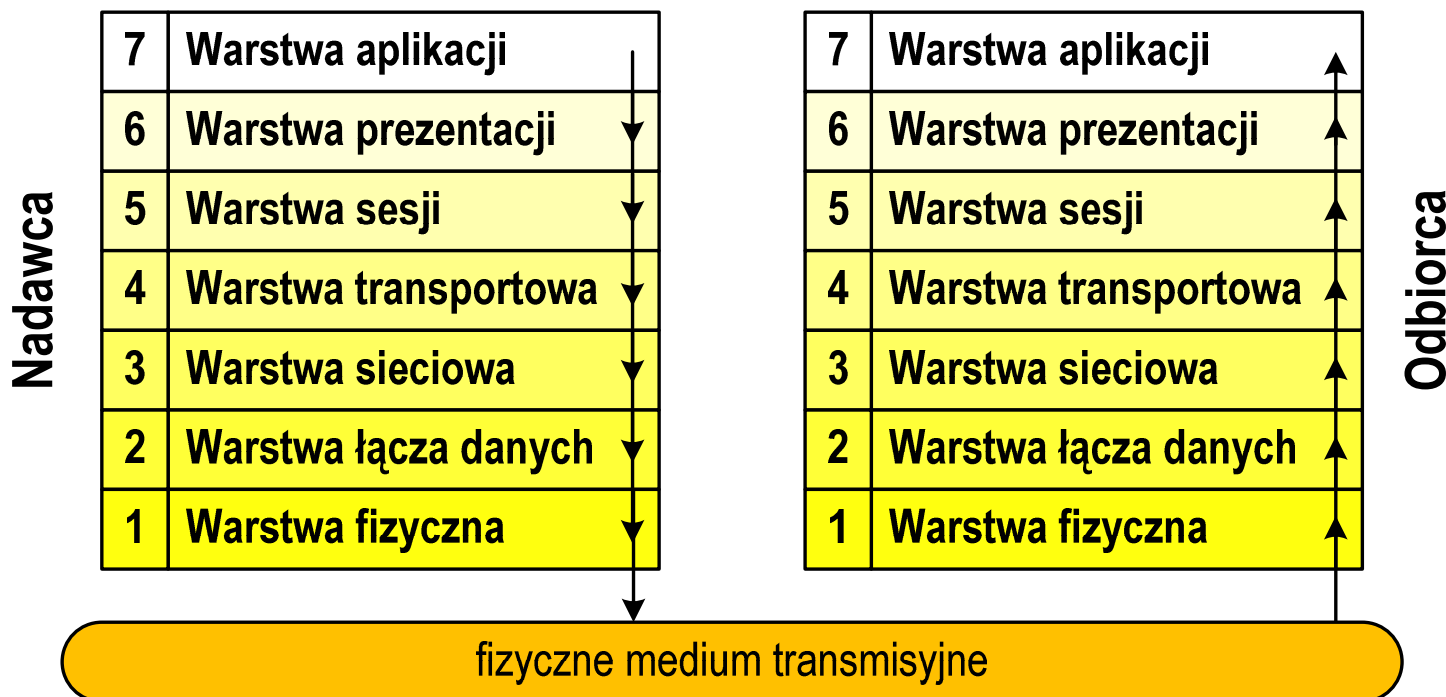 Nadawca
7 Warstwa aplikacji
6 Warstwa prezentacji
5 Warstwa sesji
4 Warstwa transportowa
3 Warstwa sieciowa
2 Warstwa łącza danych
1 Warstwa fizyczna
7 Warstwa aplikacji
6 Warstwa prezentacji
5 Warstwa sesji
4 Warstwa transportowa
3 Warstwa sieciowa
2 Warstwa łącza danych
1 Warstwa fizyczna
Odbiorca
fizyczne medium transmisyjne